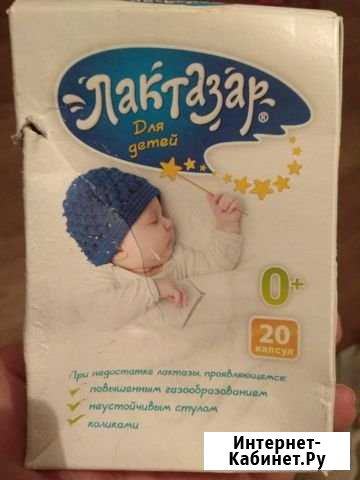 Лактазар®
Для
детей
0+
20
капсул
При недостатке лактазы, проявляющемся:
повышенным газообразованием
неустойчивым стулом
коликами
Интернет-
Кабинет.Ру